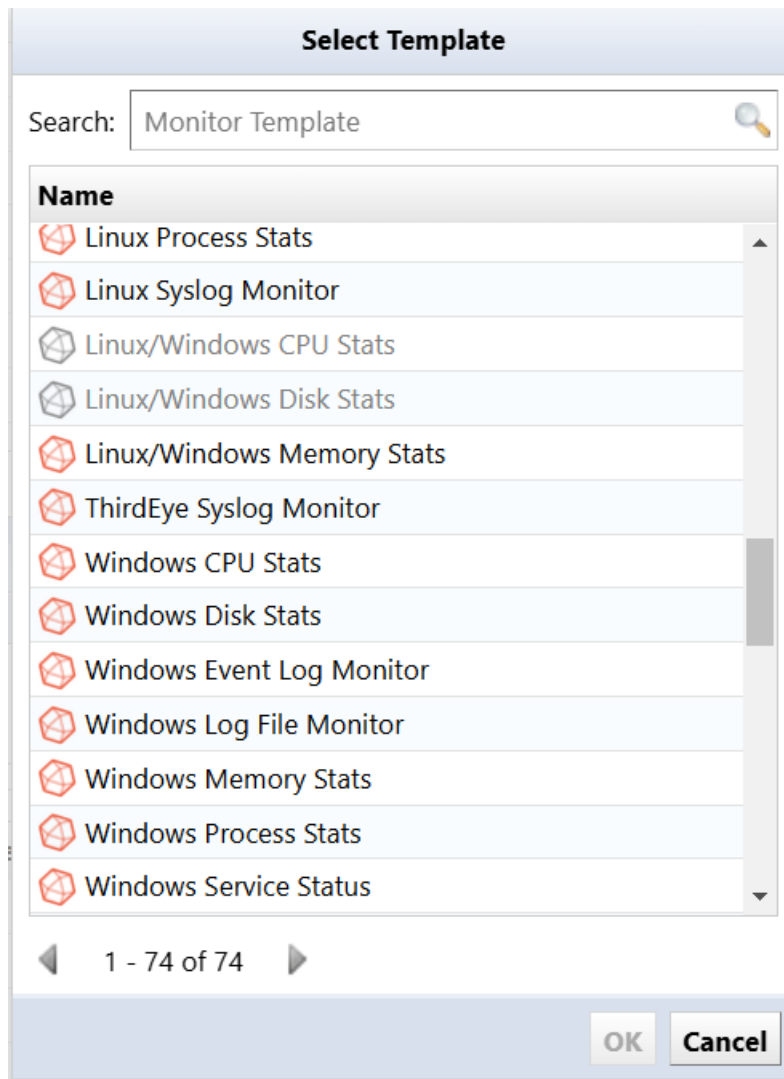 Select Template
Search: Monitor Template
Name
Linux Process Stats
Linux Syslog Monitor
Linux/Windows CPU Stats
Linux/Windows Disk Stats
Linux/Windows Memory Stats
ThirdEye Syslog Monitor
Windows CPU Stats
Windows Disk Stats
Windows Event Log Monitor
Windows Log File Monitor
Windows Memory Stats
Windows Process Stats
Windows Service Status
1 - 74 of 74
OK Cancel